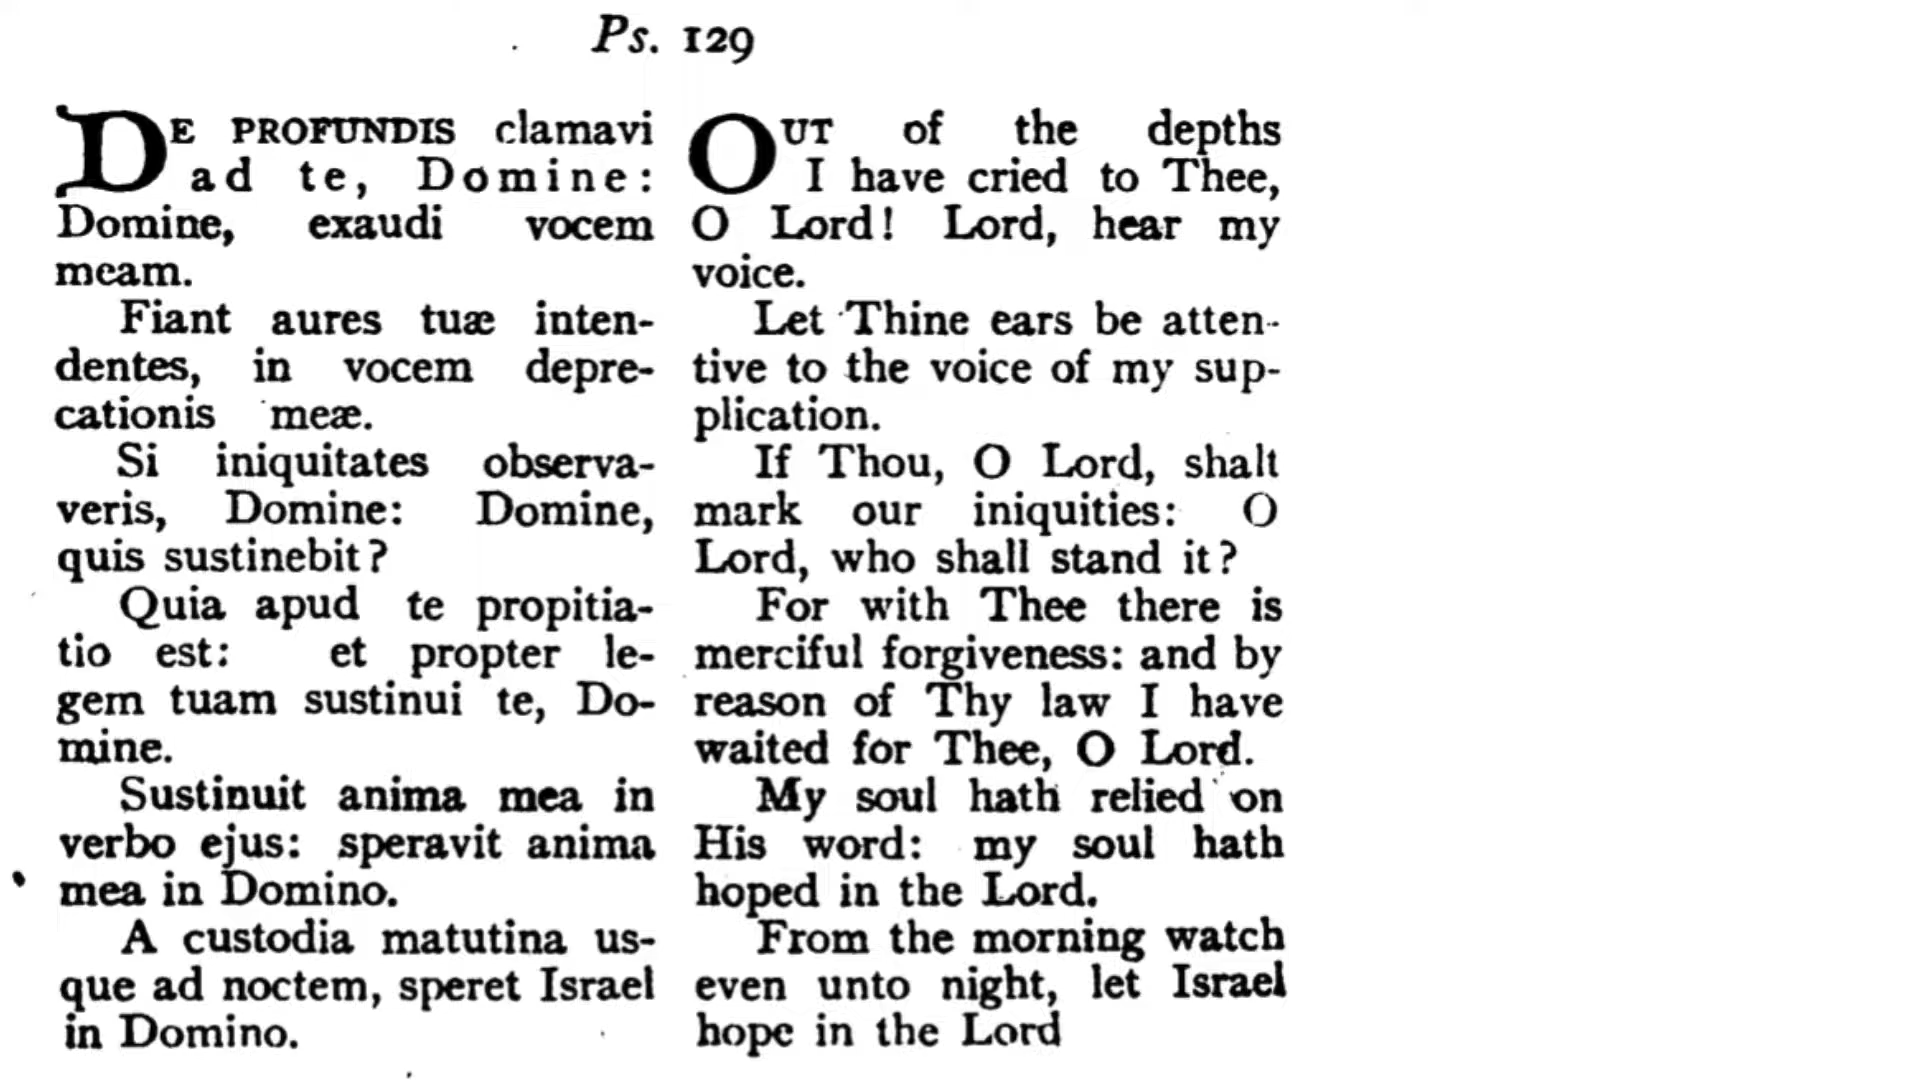 Ps. 129
DE PROFUNDIS clamavi
ad te, Domine:
Domine, exaudi vocem
meam.
Fiant aures tuæ inten-
dentes, in vocem depre-
cationis meæ.
Si iniquitates observa-
veris, Domine: Domine,
quis sustinebit?
Quia apud te propitia-
tio est: et propter le-
gem tuam sustinui te, Do-
mine.
Sustinuit anima mea in
verbo ejus: speravit anima
mea in Domino.
A custodia matutina us-
que ad noctem, speret Israel
in Domino.
OUT of the depths
I have cried to Thee,
O Lord! Lord, hear my
voice.
Let Thine ears be atten-
tive to the voice of my sup-
plication.
If Thou, O Lord, shalt
mark our iniquities: O
Lord, who shall stand it?
For with Thee there is
merciful forgiveness: and by
reason of Thy law I have
waited for Thee, O Lord.
My soul hath relied on
His word: my soul hath
hoped in the Lord.
From the morning watch
even unto night, let Israel
hope in the Lord